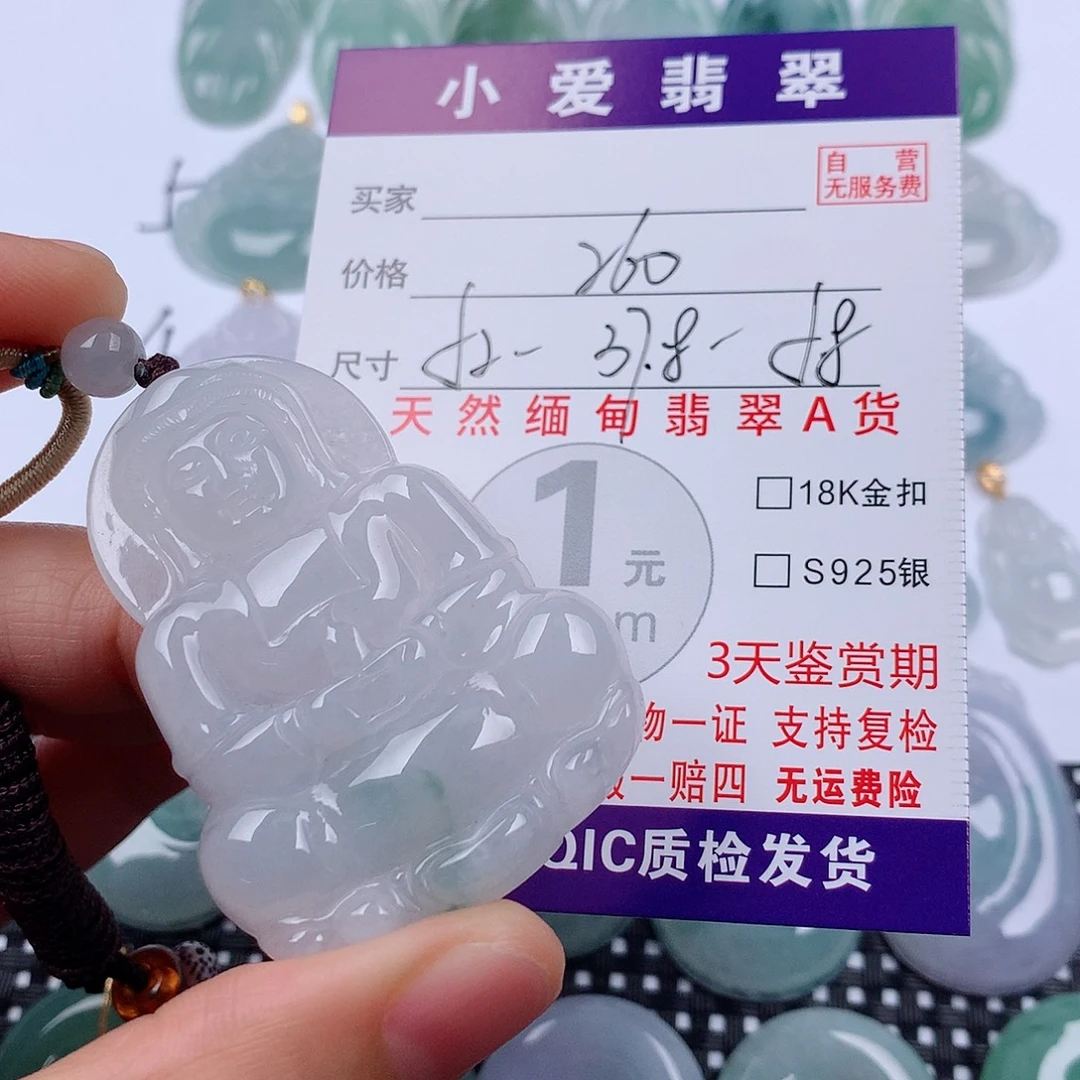 小爱翡翠
自营
无服务费
买家
价格 260
尺寸
天然缅甸翡翠A货
1元
m
18K金扣
S925银
3天鉴赏期
物一证 支持复检
一赔四 无运费险
QIC质检发货